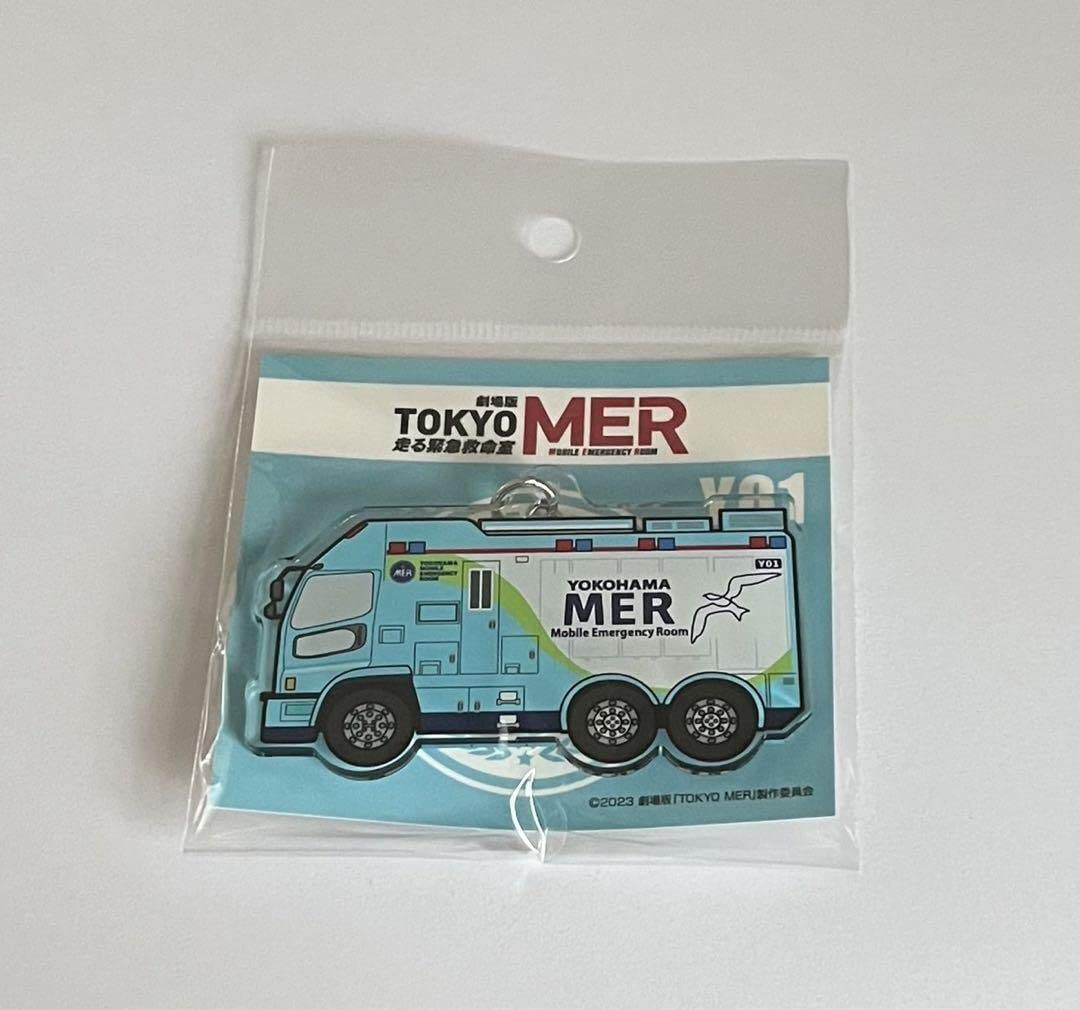 劇場版
TOKYO MER
走る緊急救命室
MOBILE EMERGENCY ROOM
Y01
MER
YOKOHAMA
MOBILE
EMERGENCY
ROOM
Y01
YOKOHAMA
MER
Mobile Emergency Room
©2023 劇場版『TOKYO MER』製作委員会